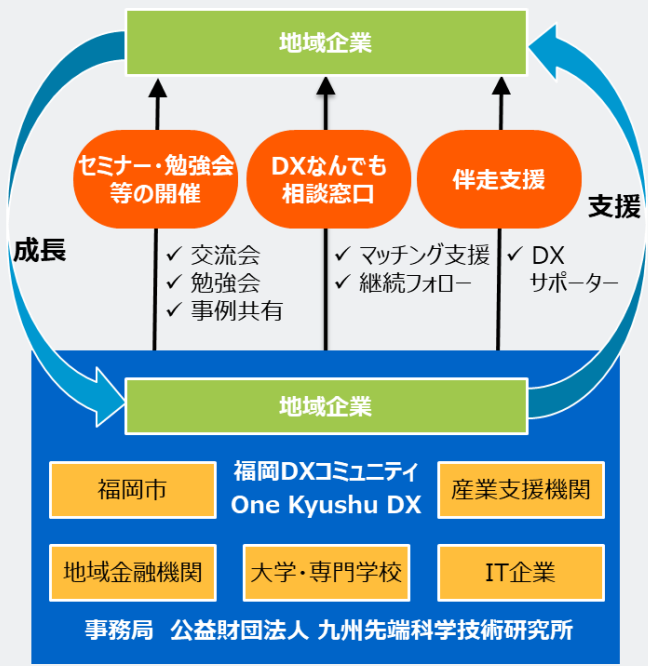 地域企業
セミナー・勉強会
等の開催
DXなんでも
相談窓口
伴走支援
成長
支援
✓ 交流会
✓ 勉強会
✓ 事例共有
✓ マッチング支援
✓ 継続フォロー
✓ DX
サポーター
地域企業
福岡市
福岡DXコミュニティ
One Kyushu DX
産業支援機関
地域金融機関
大学・専門学校
IT企業
事務局 公益財団法人 九州先端科学技術研究所